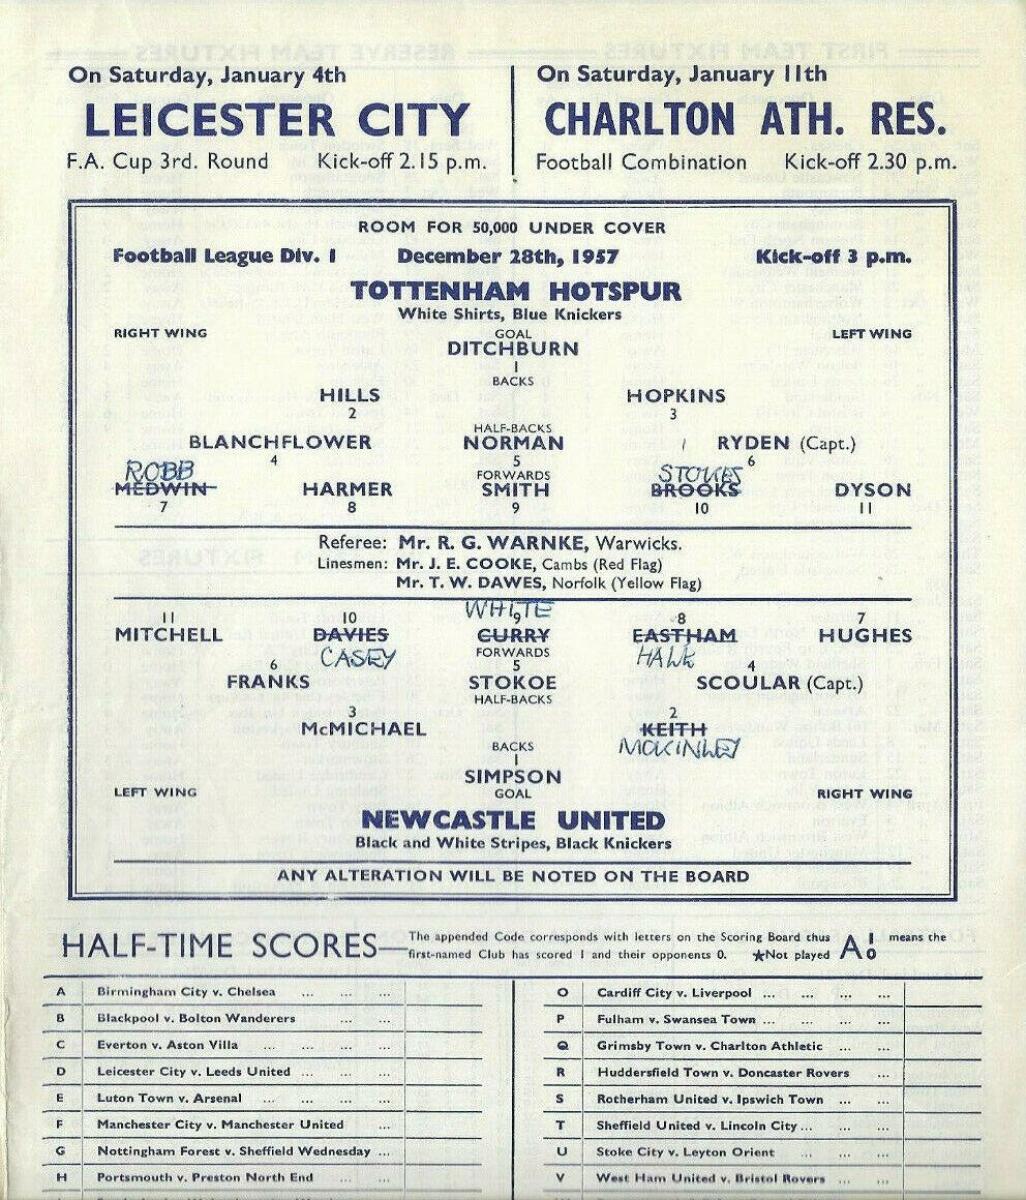 On Saturday, January 4th
LEICESTER CITY
F.A. Cup 3rd. Round Kick-off 2.15 p.m.
On Saturday, January 11th
CHARLTON ATH. RES.
Football Combination Kick-off 2.30 p.m.
ROOM FOR 50,000 UNDER COVER
Football League Div. 1 December 28th, 1957 Kick-off 3 p.m.
TOTTENHAM HOTSPUR
White Shirts, Blue Knickers
RIGHT WING GOAL LEFT WING
DITCHBURN
1
BACKS
HILLS HOPKINS
2 3
HALF-BACKS
BLANCHFLOWER NORMAN RYDEN (Capt.)
4 5 6
ROBB FORWARDS STOKES
MEDWIN HARMER SMITH BROOKS DYSON
7 8 9 10 11
Referee: Mr. R. G. WARNKE, Warwicks.
Linesmen: Mr. J. E. COOKE, Cambs (Red Flag)
Mr. T. W. DAWES, Norfolk (Yellow Flag)
WHITE
11 10 9 8 7
MITCHELL DAVIES CURRY EASTHAM HUGHES
CASEY FORWARDS HALE
6 5 4
FRANKS STOKOE SCOULAR (Capt.)
HALF-BACKS
3 2
McMICHAEL KEITH
BACKS MCKINLEY
1
SIMPSON
LEFT WING GOAL RIGHT WING
NEWCASTLE UNITED
Black and White Stripes, Black Knickers
ANY ALTERATION WILL BE NOTED ON THE BOARD
HALF-TIME SCORES—The appended Code corresponds with letters on the Scoring Board thus A 1 0 means the
first-named Club has scored 1 and their opponents 0. ★Not played
A Birmingham City v. Chelsea ... ... ...
B Blackpool v. Bolton Wanderers ... ...
C Everton v. Aston Villa ... ... ... ...
D Leicester City v. Leeds United ... ... ...
E Luton Town v. Arsenal ... ... ... ...
F Manchester City v. Manchester United ...
G Nottingham Forest v. Sheffield Wednesday ...
H Portsmouth v. Preston North End ... ...
O Cardiff City v. Liverpool ... ... ... ...
P Fulham v. Swansea Town ... ... ... ...
Q Grimsby Town v. Charlton Athletic ... ...
R Huddersfield Town v. Doncaster Rovers ...
S Rotherham United v. Ipswich Town ... ...
T Sheffield United v. Lincoln City ... ... ...
U Stoke City v. Leyton Orient ... ... ...
V West Ham United v. Bristol Rovers ... ...